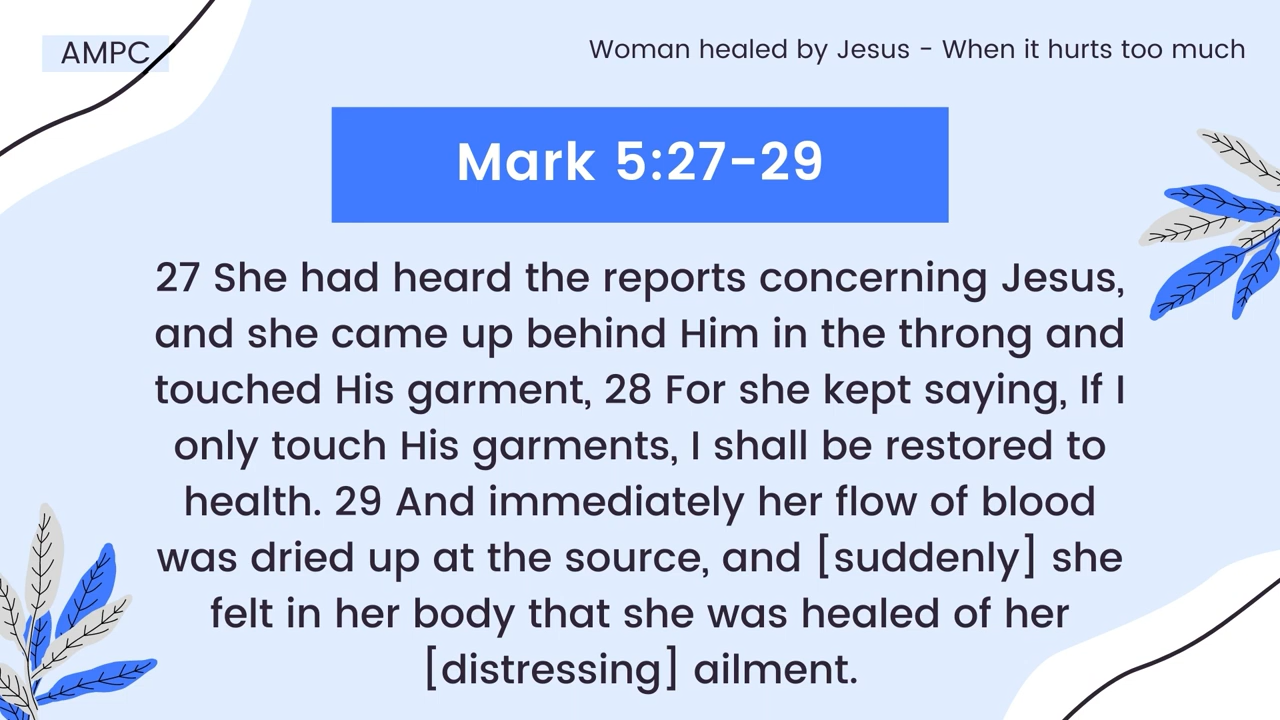 AMPC
Woman healed by Jesus - When it hurts too much
Mark 5:27-29
27 She had heard the reports concerning Jesus,
and she came up behind Him in the throng and
touched His garment, 28 For she kept saying, If I
only touch His garments, I shall be restored to
health. 29 And immediately her flow of blood
was dried up at the source, and [suddenly] she
felt in her body that she was healed of her
[distressing] ailment.